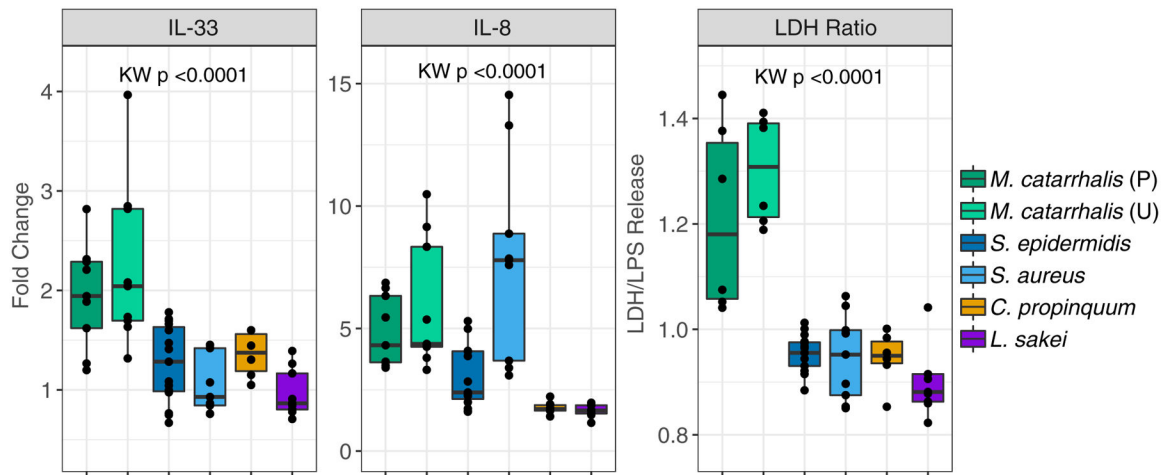 IL-33
IL-8
LDH Ratio
KW p <0.0001
KW p <0.0001
KW p <0.0001
Fold Change
4
3
2
1
15
10
5
0
LDH/LPS Release
1.4
1.2
1.0
0.8
M. catarrhalis (P)
M. catarrhalis (U)
S. epidermidis
S. aureus
C. propinquum
L. sakei